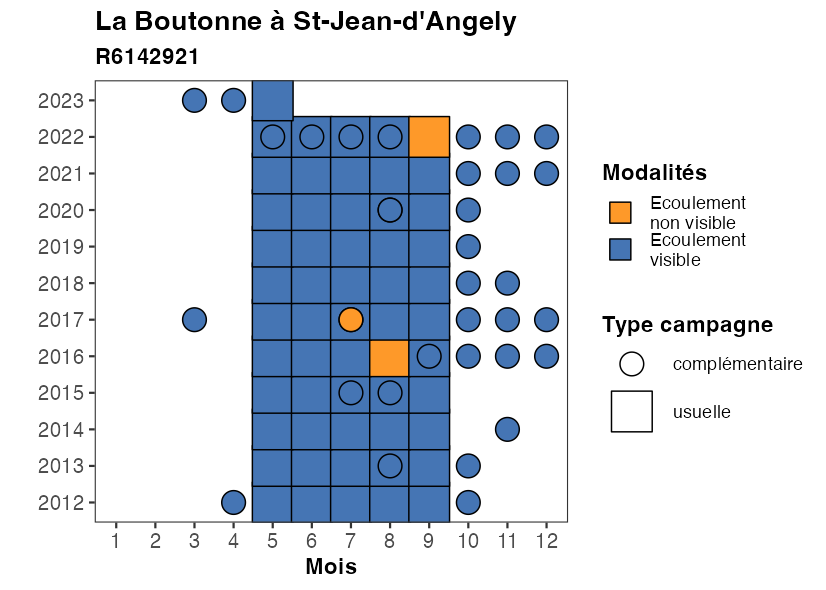 La Boutonne à St-Jean-d'Angely
R6142921
2023
2022
2021
2020
2019
2018
2017
2016
2015
2014
2013
2012
1 2 3 4 5 6 7 8 9 10 11 12
Mois
Modalités
Ecoulement
non visible
Ecoulement
visible
Type campagne
complémentaire
usuelle